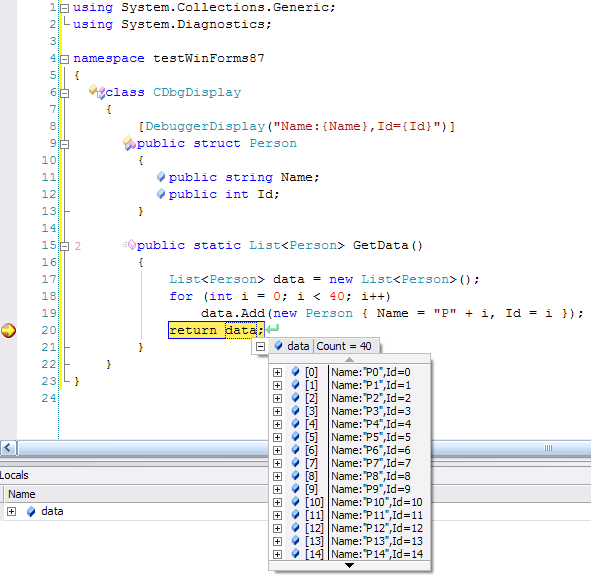 1 using System.Collections.Generic;
2 using System.Diagnostics;
3
4 namespace testWinForms87
5 {
6 class CDbgDisplay
7 {
8 [DebuggerDisplay("Name:{Name},Id={Id}")]
9 public struct Person
10 {
11 public string Name;
12 public int Id;
13 }
14
15 2 public static List<Person> GetData()
16 {
17 List<Person> data = new List<Person>();
18 for (int i = 0; i < 40; i++)
19 data.Add(new Person { Name = "P" + i, Id = i });
20 return data;
21 }
22 }
23 }
24
data Count = 40
[0] Name:"P0",Id=0
[1] Name:"P1",Id=1
[2] Name:"P2",Id=2
[3] Name:"P3",Id=3
[4] Name:"P4",Id=4
[5] Name:"P5",Id=5
[6] Name:"P6",Id=6
[7] Name:"P7",Id=7
[8] Name:"P8",Id=8
[9] Name:"P9",Id=9
[10] Name:"P10",Id=10
[11] Name:"P11",Id=11
[12] Name:"P12",Id=12
[13] Name:"P13",Id=13
[14] Name:"P14",Id=14
Locals
Name
data